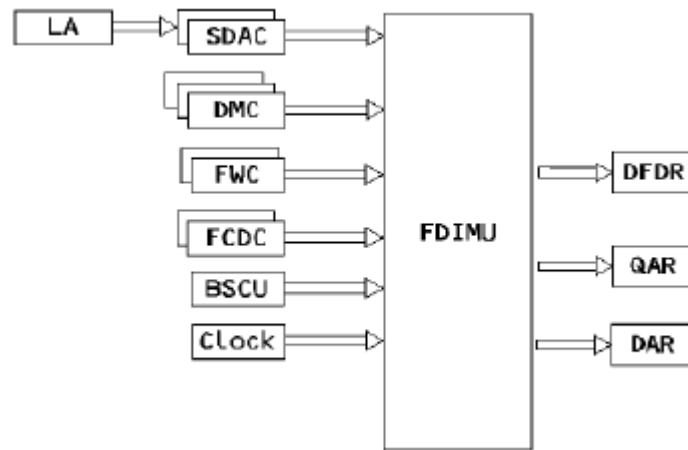 LA
SDAC
DMC
FWC
FCDC
BSCU
Clock
FDIMU
DFDR
QAR
DAR